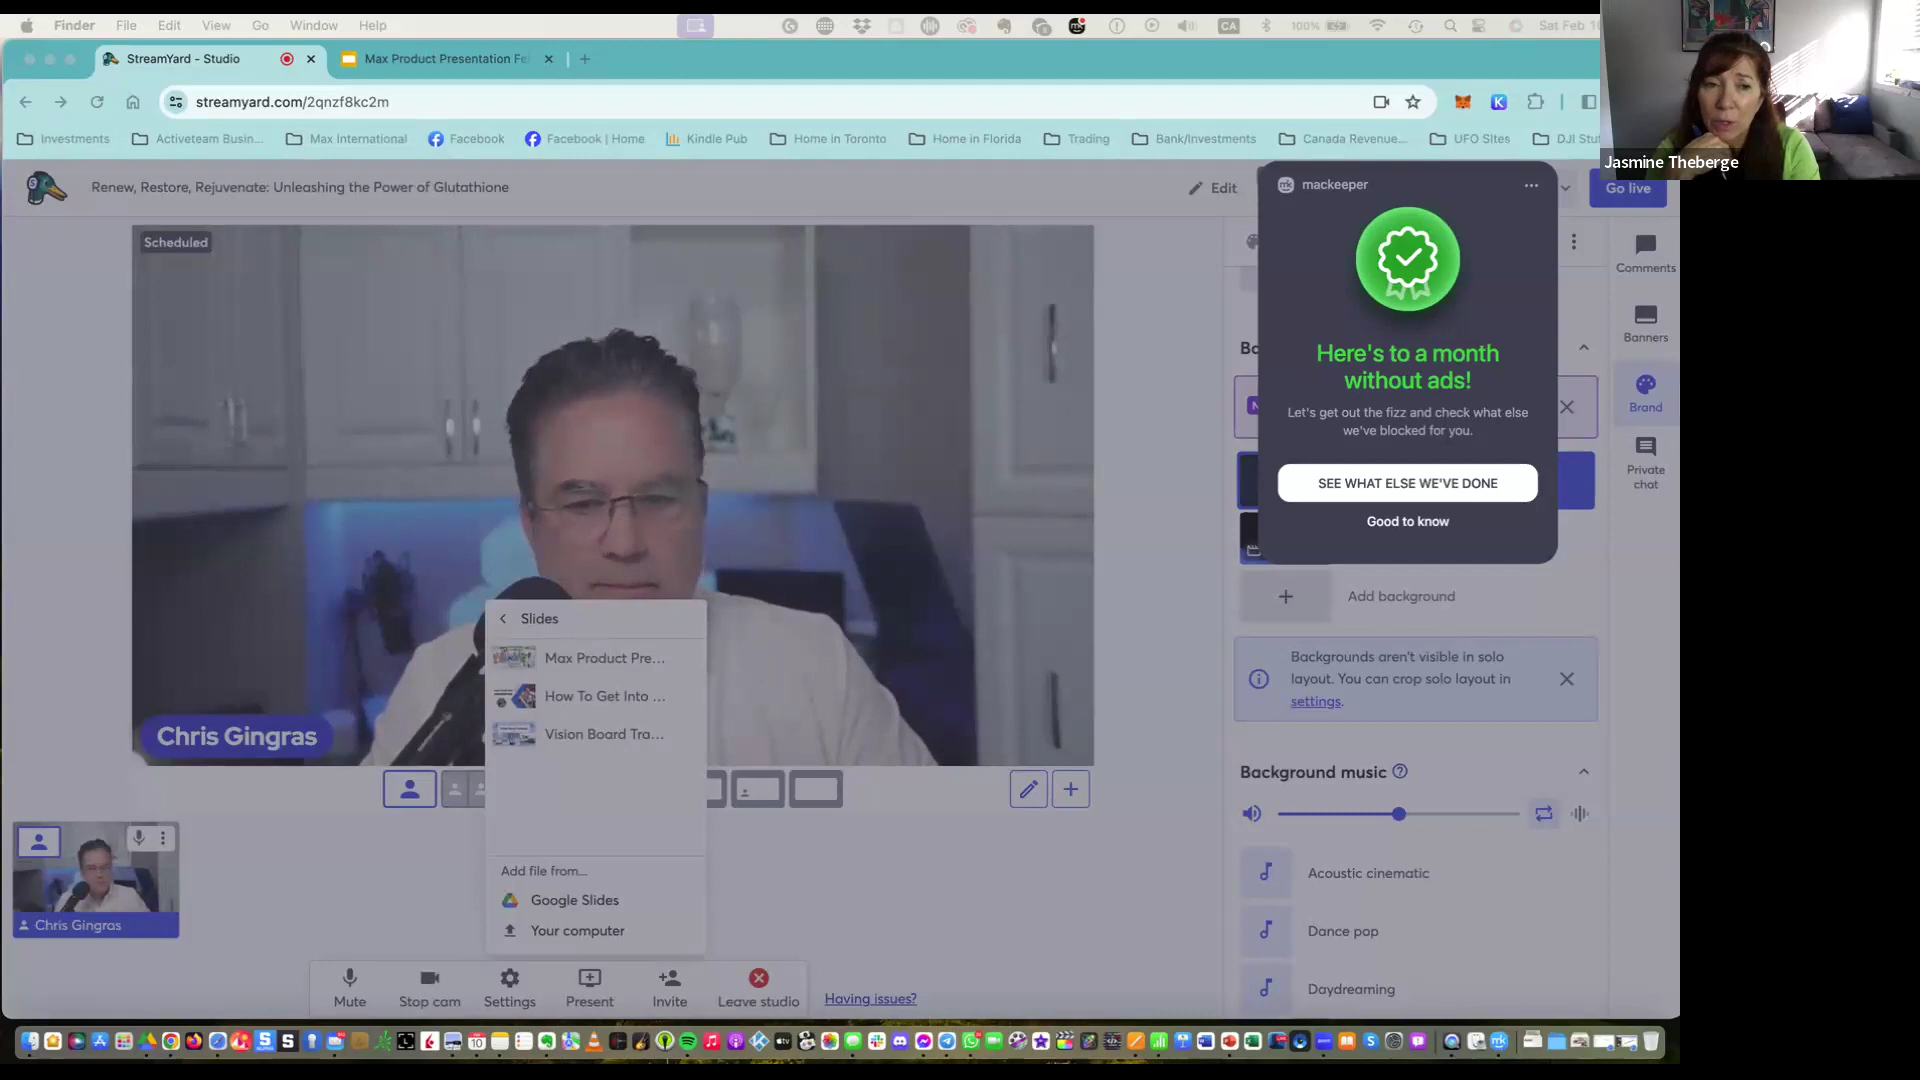 Finder File Edit View Go Window Help
CA
100%
Sat Feb 1
StreamYard - Studio
Max Product Presentation Fe
streamyard.com/2qnzf8kc2m
Investments
Activeteam Busin...
Max International
Facebook
Facebook | Home
Kindle Pub
Home in Toronto
Home in Florida
Trading
Bank/Investments
Canada Revenue...
UFO Sites
DJI Stu
Jasmine Theberge
Renew, Restore, Rejuvenate: Unleashing the Power of Glutathione
Edit
Go live
mk mackeeper
Scheduled
Comments
Banners
Brand
Private
chat
Here's to a month
without ads!
Let's get out the fizz and check what else
we've blocked for you.
SEE WHAT ELSE WE'VE DONE
Good to know
Ba
Add background
Backgrounds aren't visible in solo
layout. You can crop solo layout in
settings.
Background music
Acoustic cinematic
Dance pop
Daydreaming
Chris Gingras
Slides
Max Product Pre...
How To Get Into ...
Vision Board Tra...
Add file from...
Google Slides
Your computer
Chris Gingras
Mute
Stop cam
Settings
Present
Invite
Leave studio
Having issues?